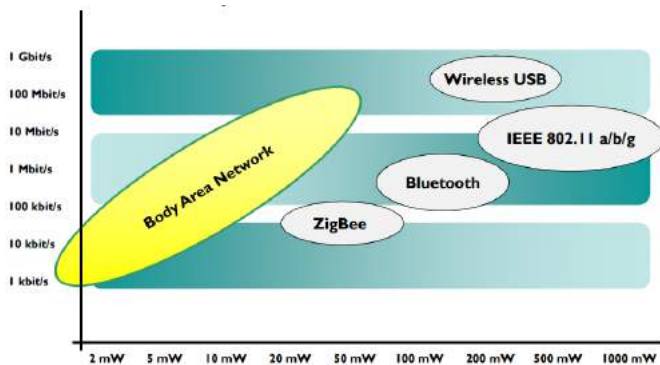 1 Gbit/s
Wireless USB
100 Mbit/s
10 Mbit/s
IEEE 802.11 a/b/g
1 Mbit/s
Bluetooth
Body Area Network
100 kbit/s
ZigBee
10 kbit/s
1 kbit/s
2 mW 5 mW 10 mW 20 mW 50 mW 100 mW 200 mW 500 mW 1000 mW